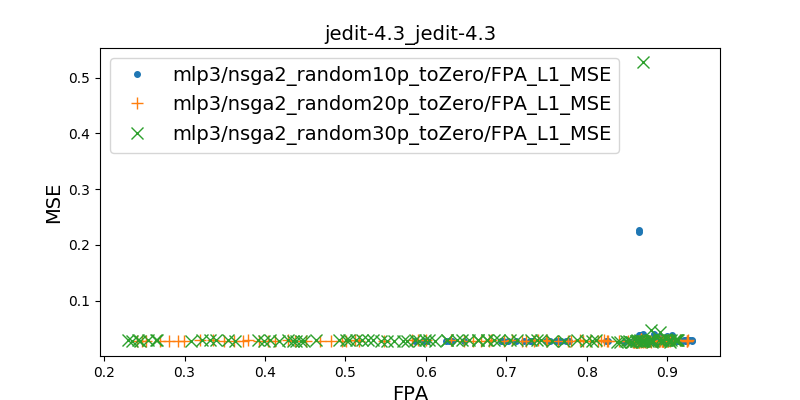 jedit-4.3_jedit-4.3
mlp3/nsga2_random10p_toZero/FPA_L1_MSE
mlp3/nsga2_random20p_toZero/FPA_L1_MSE
mlp3/nsga2_random30p_toZero/FPA_L1_MSE
MSE
0.5
0.4
0.3
0.2
0.1
0.2 0.3 0.4 0.5 0.6 0.7 0.8 0.9
FPA